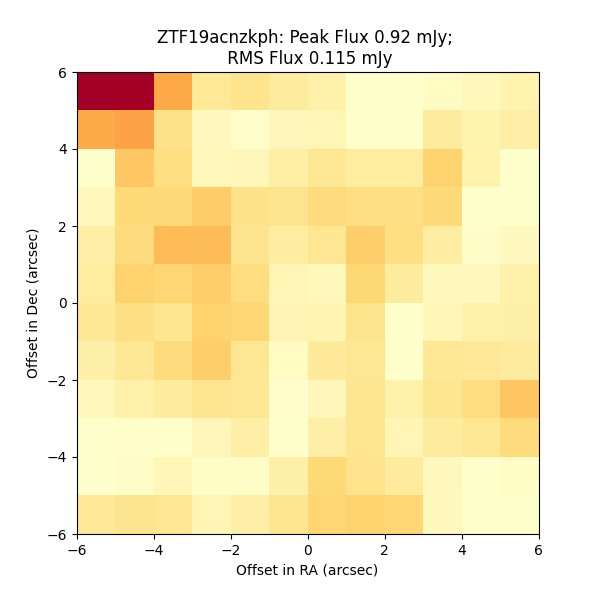 ZTF19acnzkph: Peak Flux 0.92 mJy;
RMS Flux 0.115 mJy
6
4
2
0
−2
−4
−6
Offset in Dec (arcsec)
−6 −4 −2 0 2 4 6
Offset in RA (arcsec)